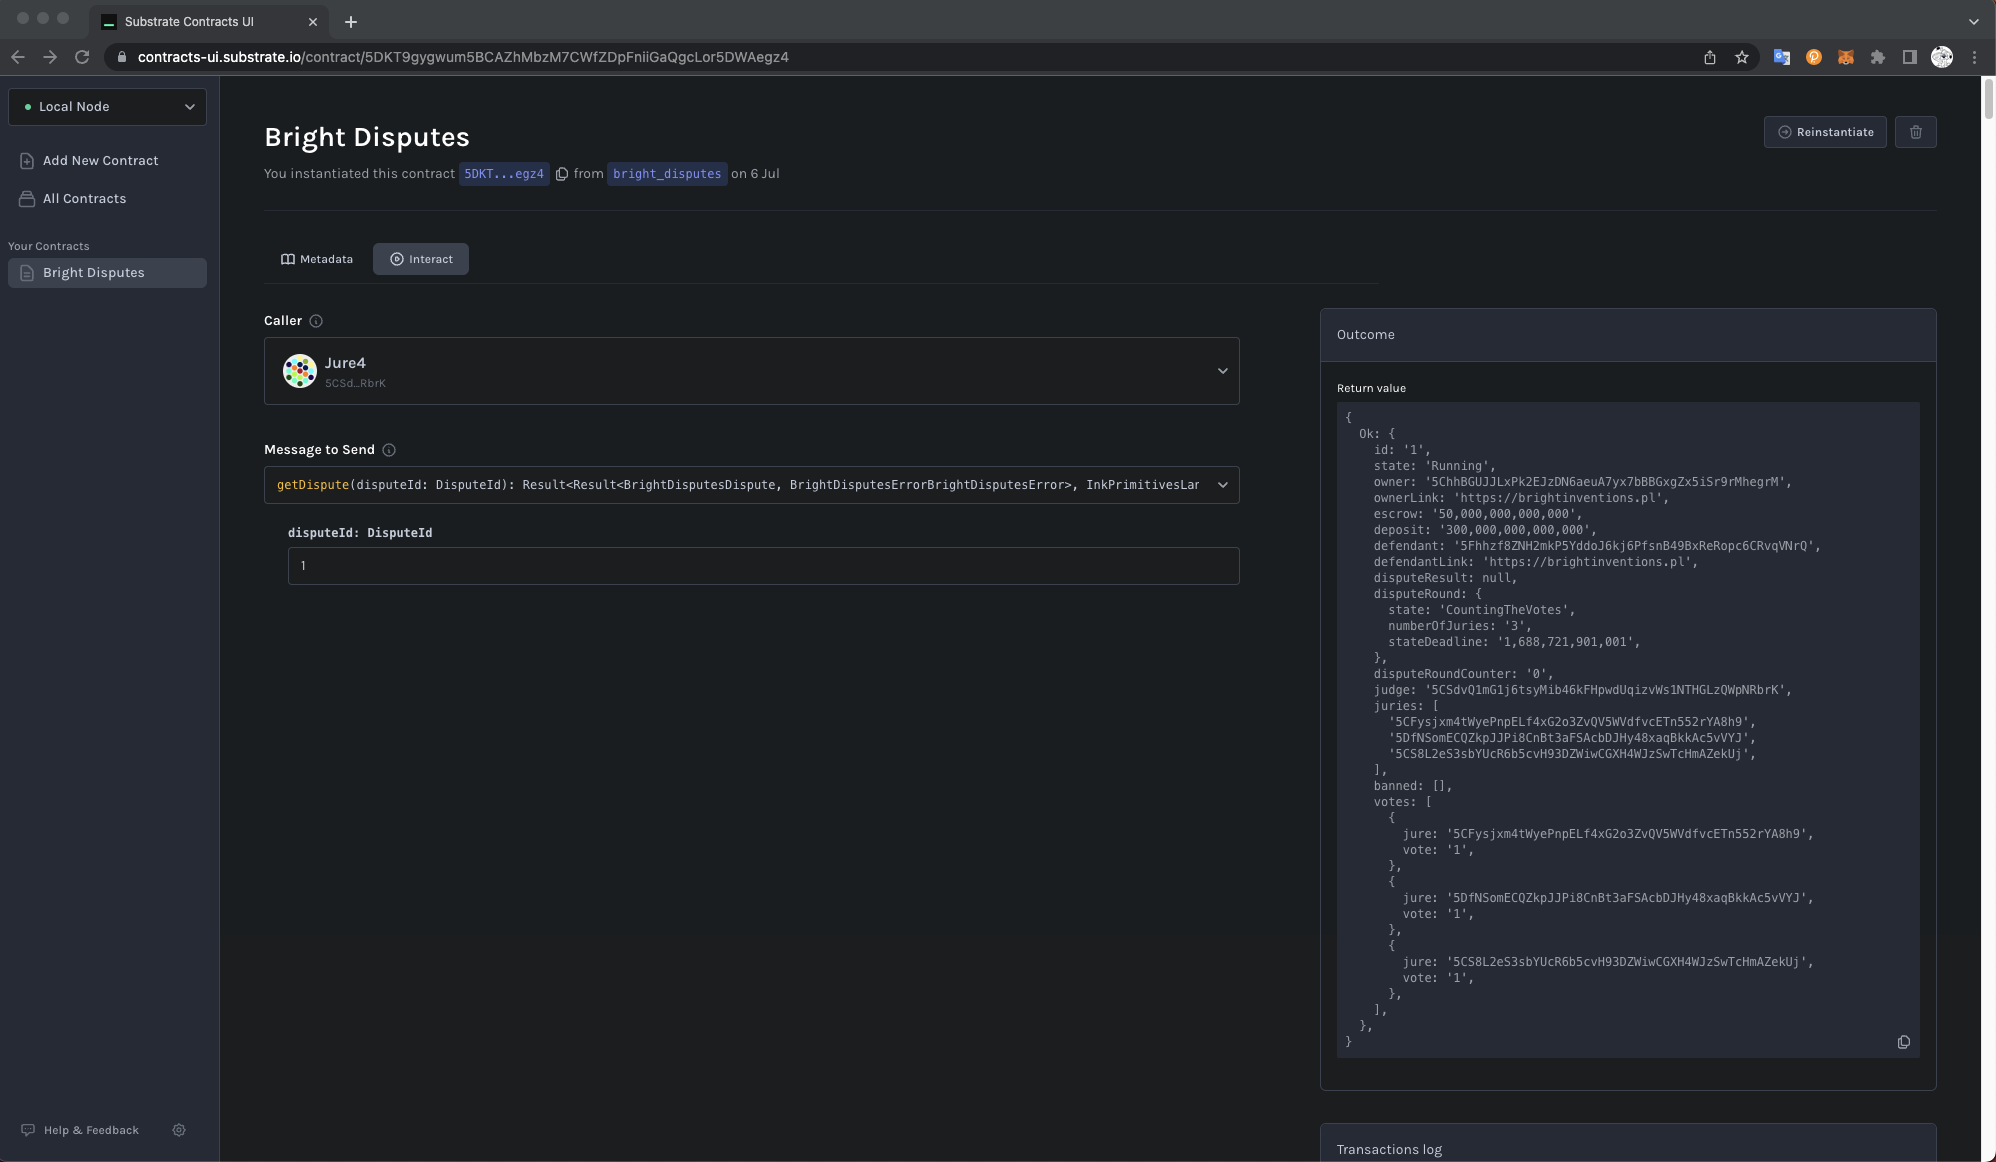 Substrate Contracts UI
contracts-ui.substrate.io/contract/5DKT9gygwum5BCAZhMbzM7CWfZDpFniiGaQgcLor5DWAegz4
Local Node
Add New Contract
All Contracts
Your Contracts
Bright Disputes
Help & Feedback
Bright Disputes
You instantiated this contract 5DKT...egz4 from bright_disputes on 6 Jul
Reinstantiate
Metadata
Interact
Caller
Jure4
5CSd…RbrK
Message to Send
getDispute(disputeId: DisputeId): Result<Result<BrightDisputesDispute, BrightDisputesErrorBrightDisputesError>, InkPrimitivesLar
disputeId: DisputeId
1
Outcome
Return value
{
Ok: {
id: '1',
state: 'Running',
owner: '5ChhBGUJJLxPk2EJzDN6aeuA7yx7bBBGxgZx5iSr9rMhegrM',
ownerLink: 'https://brightinventions.pl',
escrow: '50,000,000,000,000',
deposit: '300,000,000,000,000',
defendant: '5Fhhzf8ZNH2mkP5YddoJ6kj6PfsnB49BxReRopc6CRvqVNrQ',
defendantLink: 'https://brightinventions.pl',
disputeResult: null,
disputeRound: {
state: 'CountingTheVotes',
numberOfJuries: '3',
stateDeadline: '1,688,721,901,001',
},
disputeRoundCounter: '0',
judge: '5CSdvQ1mG1j6tsyMib46kFHpwdUqizvWs1NTHGLzQWpNRbrK',
juries: [
'5CFysjxm4tWyePnpELf4xG2o3ZvQV5WVdfvcETn552rYA8h9',
'5DfNSomECQZkpJJPi8CnBt3aFSAcbDJHy48xaqBkkAc5vVYJ',
'5CS8L2eS3sbYUcR6b5cvH93DZWiwCGXH4WJzSwTcHmAZekUj',
],
banned: [],
votes: [
{
jure: '5CFysjxm4tWyePnpELf4xG2o3ZvQV5WVdfvcETn552rYA8h9',
vote: '1',
},
{
jure: '5DfNSomECQZkpJJPi8CnBt3aFSAcbDJHy48xaqBkkAc5vVYJ',
vote: '1',
},
{
jure: '5CS8L2eS3sbYUcR6b5cvH93DZWiwCGXH4WJzSwTcHmAZekUj',
vote: '1',
},
],
},
}
Transactions log